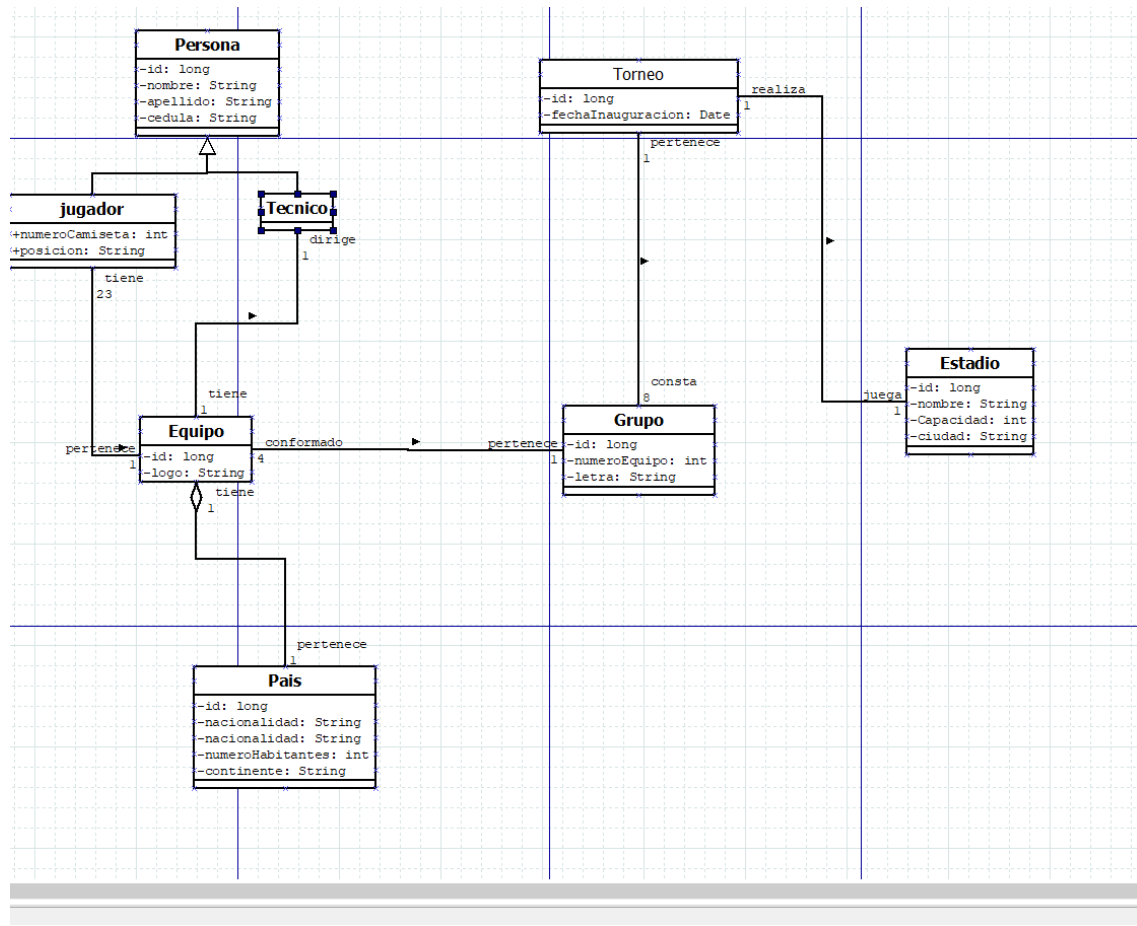 Persona
-id: long
-nombre: String
-apellido: String
-cedula: String
Torneo
-id: long
-fechaInauguracion: Date
realiza
1
pertenece
1
jugador
+numeroCamiseta: int
+posicion: String
tiene
23
Tecnico
dirige
1
tiene
1
Equipo
-id: long
-logo: String
pertenece
1
conformado
4
tiene
1
consta
8
pertenece
1
Grupo
-id: long
-numeroEquipo: int
-letra: String
juega
1
Estadio
-id: long
-nombre: String
-Capacidad: int
-ciudad: String
pertenece
1
Pais
-id: long
-nacionalidad: String
-nacionalidad: String
-numeroHabitantes: int
-continente: String